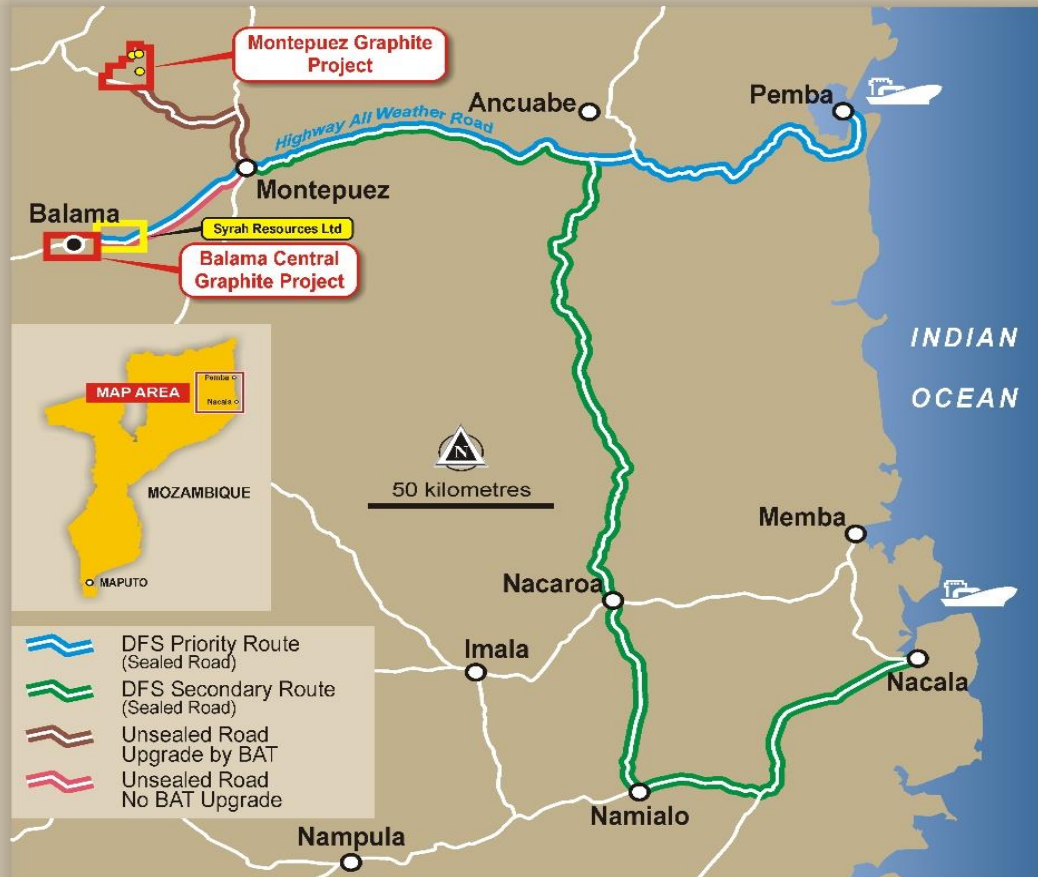 Montepuez Graphite
Project
Ancuabe
Pemba
Highway All Weather Road
Montepuez
Balama
Syrah Resources Ltd
Balama Central
Graphite Project
INDIAN
OCEAN
MAP AREA
Pemba
Nacala
MOZAMBIQUE
MAPUTO
N
50 kilometres
Memba
Nacaroa
Imala
Nacala
Namialo
Nampula
DFS Priority Route
(Sealed Road)
DFS Secondary Route
(Sealed Road)
Unsealed Road
Upgrade by BAT
Unsealed Road
No BAT Upgrade